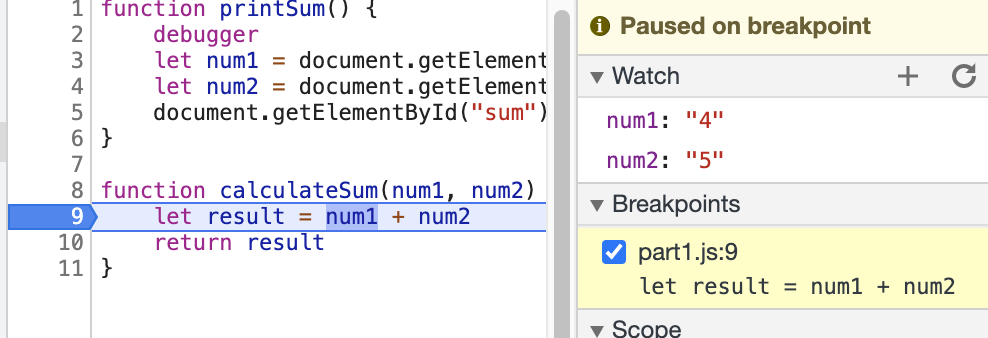 1 function printSum() {
2 debugger
3 let num1 = document.getElement
4 let num2 = document.getElement
5 document.getElementById("sum")
6 }
7
8 function calculateSum(num1, num2)
9 let result = num1 + num2
10 return result
11 }
Paused on breakpoint
Watch
num1: "4"
num2: "5"
Breakpoints
part1.js:9
let result = num1 + num2
Scope